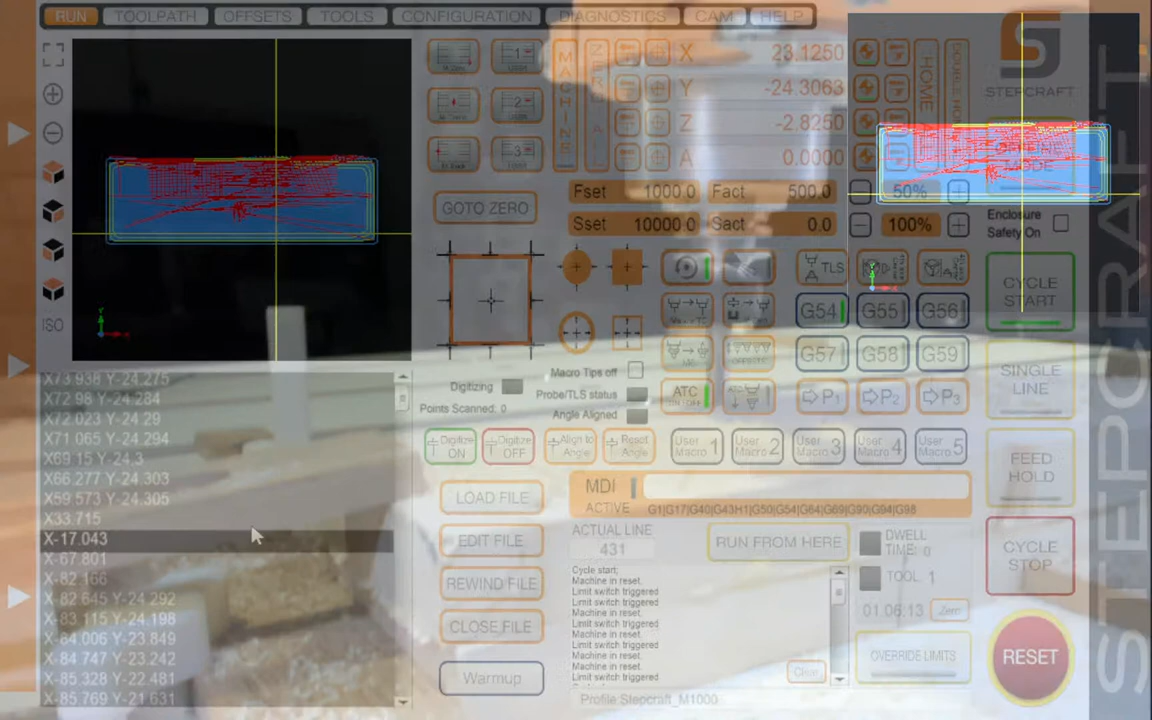 RUN TOOLPATH OFFSETS TOOLS CONFIGURATION DIAGNOSTICS CAM HELP
MACHINE
X 23.1250
Y -24.3063
Z -2.8250
A 0.0000
HOME
STEPCRAFT
MODE
Fset 1000.0 Fact 500.0 50%
Sset 10000.0 Sact 0.0 100%
GOTO ZERO
Enclosure
Safety On
TLS
ISO
G54 G55 G56
G57 G58 G59
CYCLE
START
SINGLE
LINE
Macro Tips off
Digitizing
Probe/TLS status
Points Scanned: 0
Angle Aligned
ATC
ON / OFF
P1 P2 P3
X73.938 Y-24.275
X72.98 Y-24.284
X72.023 Y-24.29
X71.065 Y-24.294
X69.15 Y-24.3
X66.277 Y-24.303
X59.573 Y-24.305
X33.715
X-17.043
X-67.801
X-82.166
X-82.645 Y-24.292
X-83.115 Y-24.198
X-84.006 Y-23.849
X-84.747 Y-23.242
X-85.328 Y-22.481
X-85.769 Y-21.631
Digitize
ON
Digitize
OFF
Align to
Angle
Reset
Angle
User
Macro 1
User
Macro 2
User
Macro 3
User
Macro 4
User
Macro 5
FEED
HOLD
LOAD FILE
MDI
ACTIVE G1|G17|G40|G43H1|G50|G54|G64|G69|G90|G94|G98
EDIT FILE
ACTUAL LINE
431
RUN FROM HERE
DWELL
TIME: 0
TOOL: 1
CYCLE
STOP
REWIND FILE
Cycle start;
Machine in reset.
Limit switch triggered
Machine in reset.
Limit switch triggered
Machine in reset.
Limit switch triggered
Machine in reset.
Limit switch triggered
Machine in reset.
Limit switch triggered
01.06.13 Zero
CLOSE FILE
OVERRIDE LIMITS
RESET
Clear
Warmup
Profile Stepcraft_M1000
STEPCRAFT